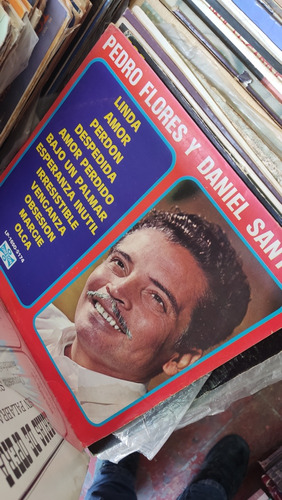 PEDRO FLORES Y DANIEL SANT
LINDA
AMOR
PERDON
DESPEDIDA
AMOR PERDIDO
BAJO UN PALMAR
ESPERANZA INUTIL
IRRESISTIBLE
VENGANZA
OBSESION
MARGIE
OLGA